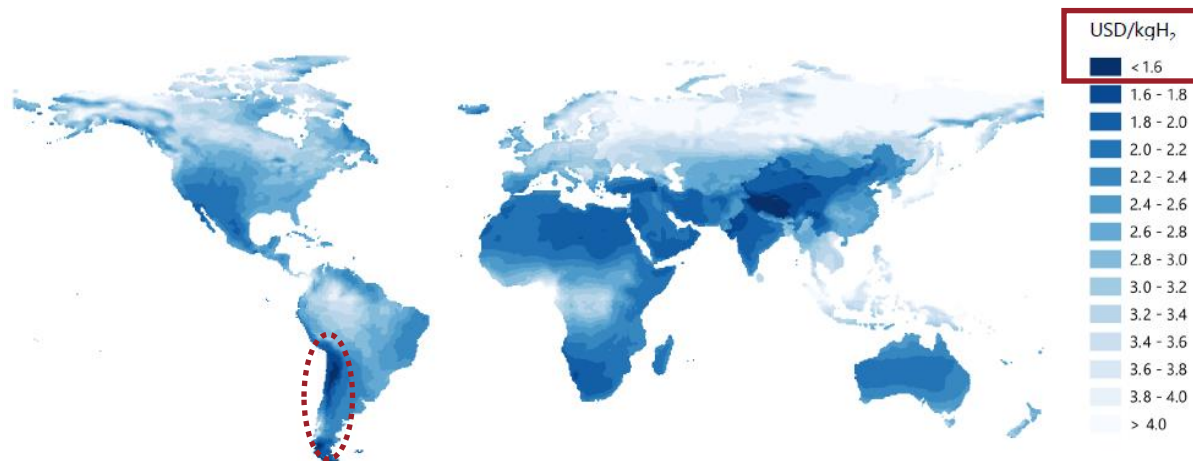 USD/kgH₂
< 1.6
1.6 - 1.8
1.8 - 2.0
2.0 - 2.2
2.2 - 2.4
2.4 - 2.6
2.6 - 2.8
2.8 - 3.0
3.0 - 3.2
3.2 - 3.4
3.4 - 3.6
3.6 - 3.8
3.8 - 4.0
> 4.0